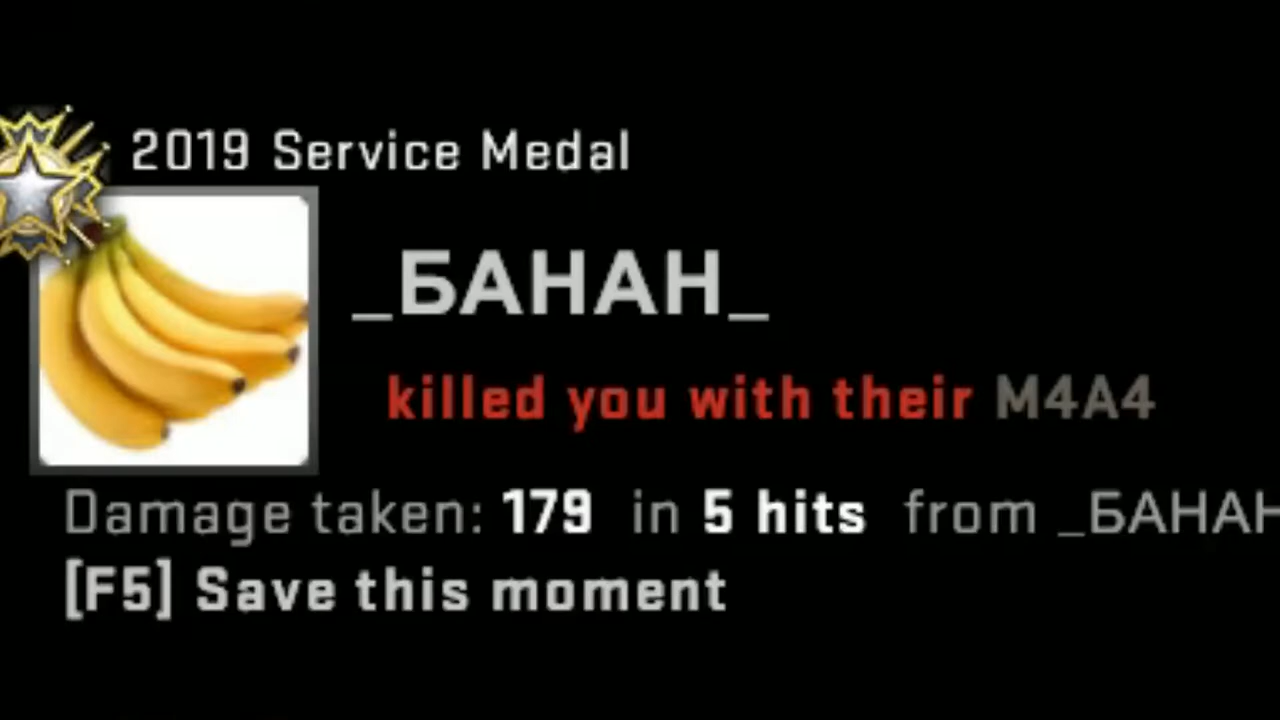 2019 Service Medal
_БАНАН_
killed you with their M4A4
Damage taken: 179 in 5 hits from _БАНАН
[F5] Save this moment